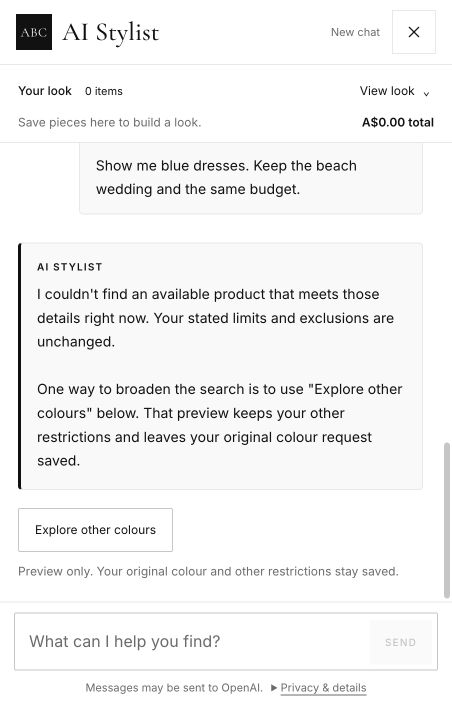 ABC AI Stylist New chat ×
Your look 0 items View look
Save pieces here to build a look. A$0.00 total
Show me blue dresses. Keep the beach
wedding and the same budget.
AI STYLIST
I couldn't find an available product that meets those
details right now. Your stated limits and exclusions are
unchanged.
One way to broaden the search is to use "Explore other
colours" below. That preview keeps your other
restrictions and leaves your original colour request
saved.
Explore other colours
Preview only. Your original colour and other restrictions stay saved.
What can I help you find? SEND
Messages may be sent to OpenAI. ▶ Privacy & details